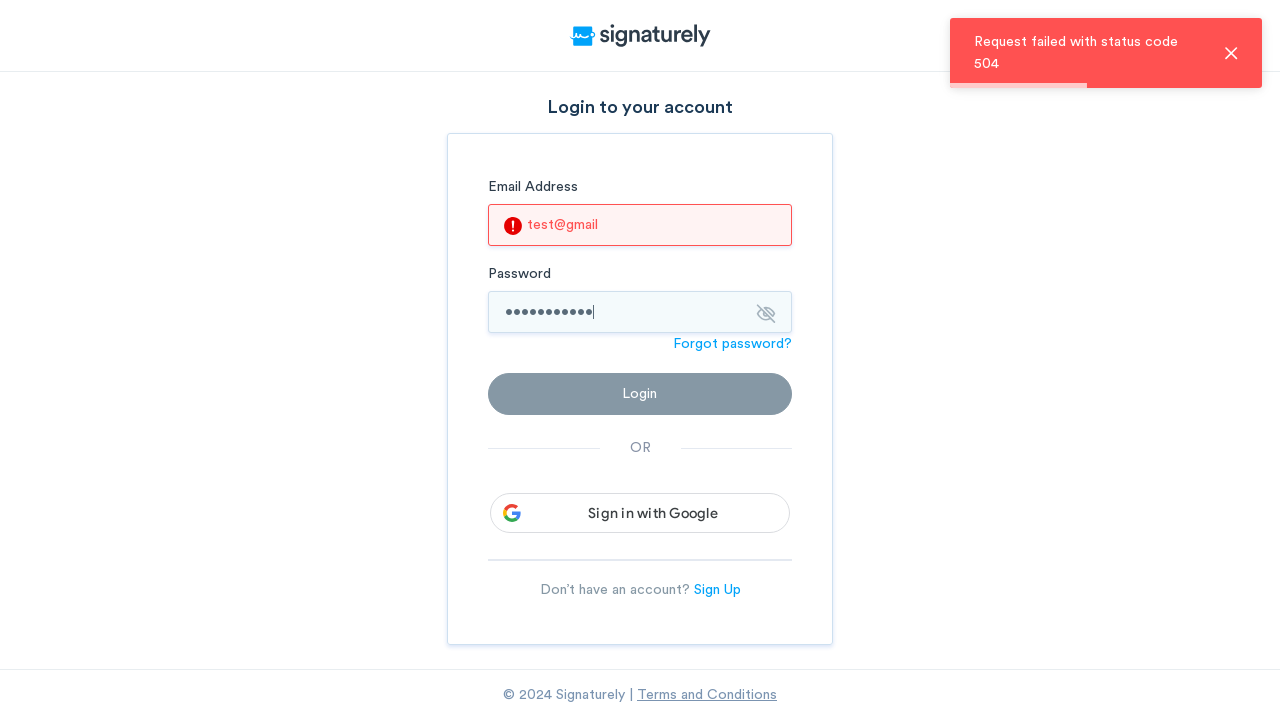 signaturely
Request failed with status code
504
Login to your account
Email Address
test@gmail
Password
•••••••••••
Forgot password?
Login
OR
Sign in with Google
Don't have an account? Sign Up
© 2024 Signaturely | Terms and Conditions